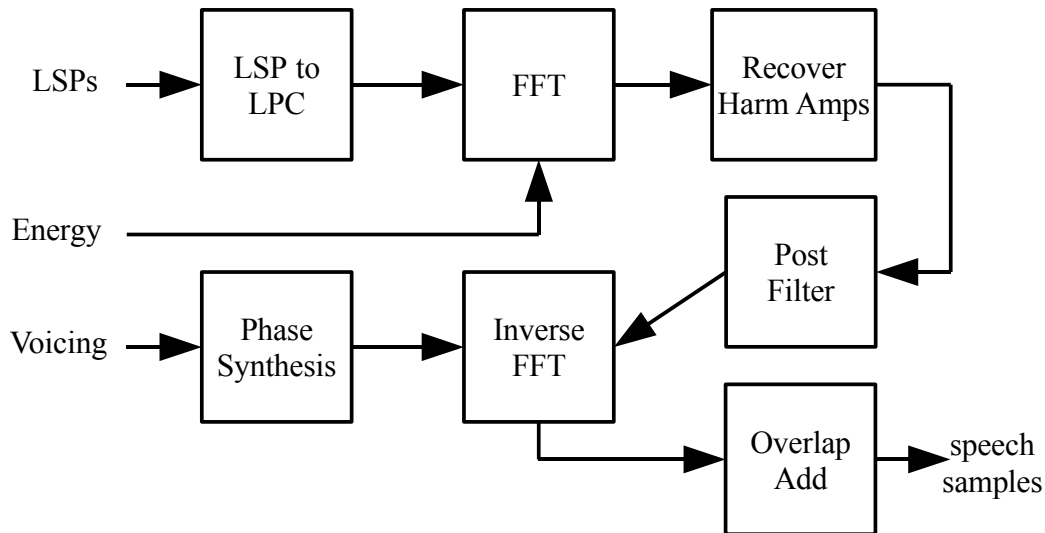 LSPs
LSP to
LPC
FFT
Recover
Harm Amps
Energy
Post
Filter
Voicing
Phase
Synthesis
Inverse
FFT
Overlap
Add
speech
samples